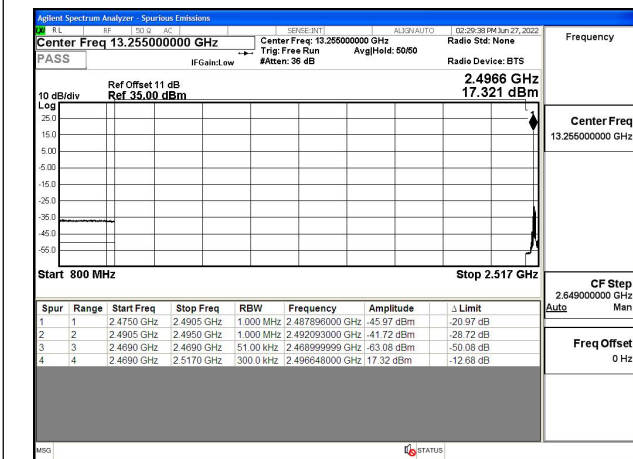 Agilent Spectrum Analyzer - Spurious Emissions
RL RF 50 Ω AC SENSE:INT ALIGN AUTO 02:29:38 PM Jun 27, 2022
Center Freq 13.255000000 GHz
Center Freq: 13.255000000 GHz
Radio Std: None
Frequency
PASS
Trig: Free Run Avg|Hold: 50/50
IFGain:Low
#Atten: 36 dB
Radio Device: BTS
Ref Offset 11 dB
2.4966 GHz
10 dB/div Ref 35.00 dBm
17.321 dBm
Log
25.0
15.0
5.00
-5.00
-15.0
-25.0
-35.0
-45.0
-55.0
Center Freq
13.255000000 GHz
Start 800 MHz
Stop 2.517 GHz
CF Step
2.649000000 GHz
Auto Man
Freq Offset
0 Hz
Spur Range Start Freq Stop Freq RBW Frequency Amplitude Δ Limit
1 1 2.4750 GHz 2.4905 GHz 1.000 MHz 2.487896000 GHz -45.97 dBm -20.97 dB
2 2 2.4905 GHz 2.4950 GHz 1.000 MHz 2.492093000 GHz -41.72 dBm -28.72 dB
3 3 2.4690 GHz 2.4690 GHz 51.00 kHz 2.468999999 GHz -63.08 dBm -50.08 dB
4 4 2.4690 GHz 2.5170 GHz 300.0 kHz 2.496648000 GHz 17.32 dBm -12.68 dB
MSG
STATUS